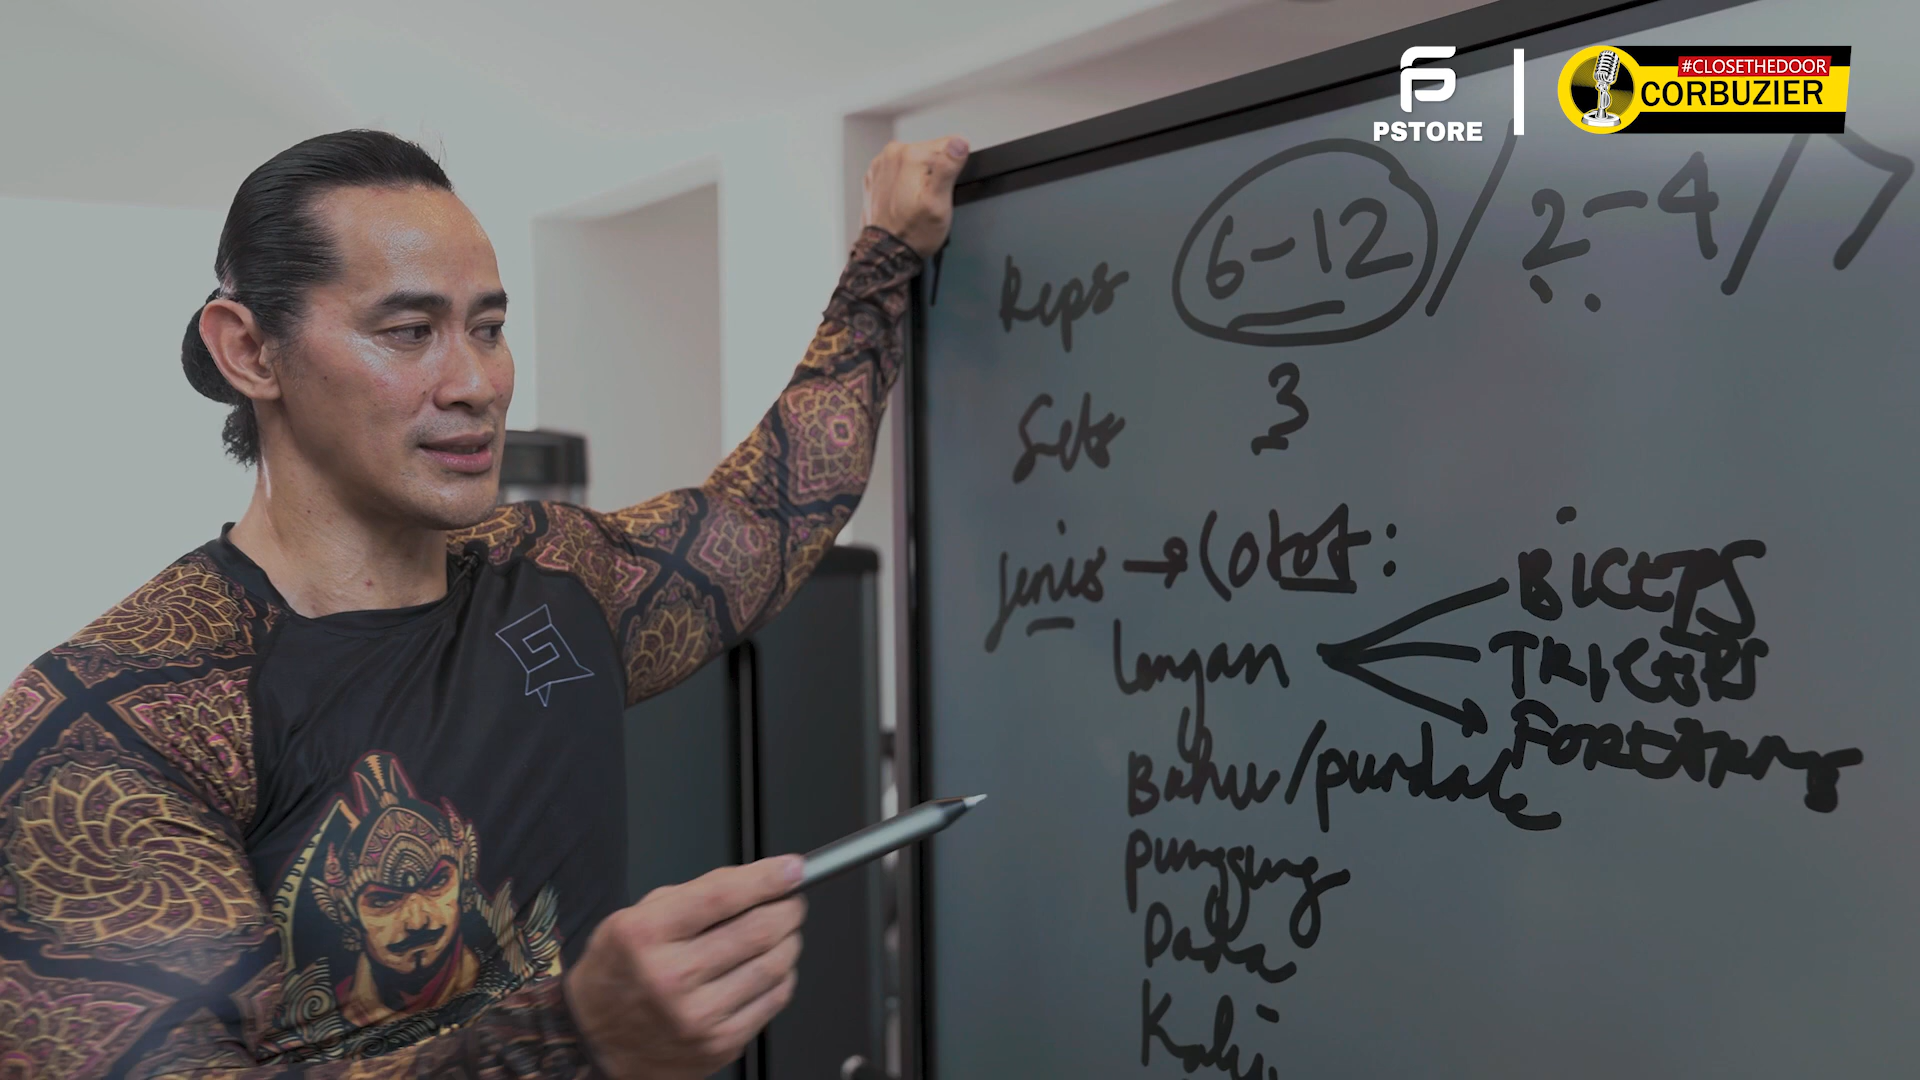 PSTORE
#CLOSETHEDOOR
CORBUZIER
Reps 6-12 / 2-4 / 7
Sets 3
Jenis → (otot:
Lengan BICEPS
TRICEPS
FOREARMS
Bahu/pundak
punggung
Dada
Kaki